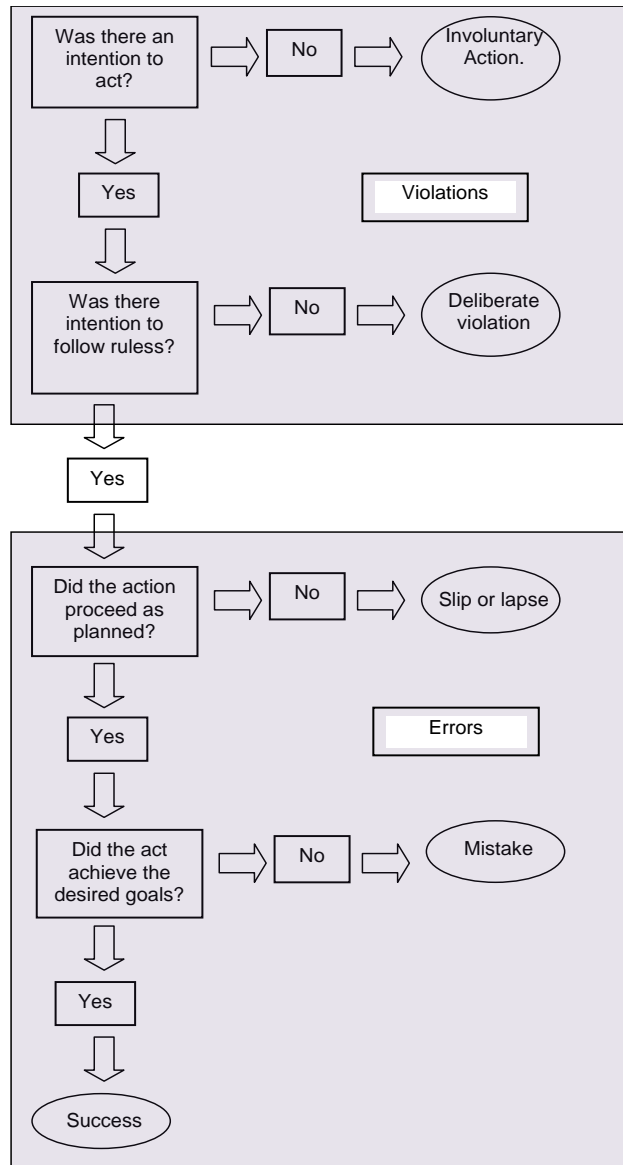 Was there an
intention to
act?
No
Involuntary
Action.
Yes
Violations
Was there
intention to
follow ruless?
No
Deliberate
violation
Yes
Did the action
proceed as
planned?
No
Slip or lapse
Yes
Errors
Did the act
achieve the
desired goals?
No
Mistake
Yes
Success